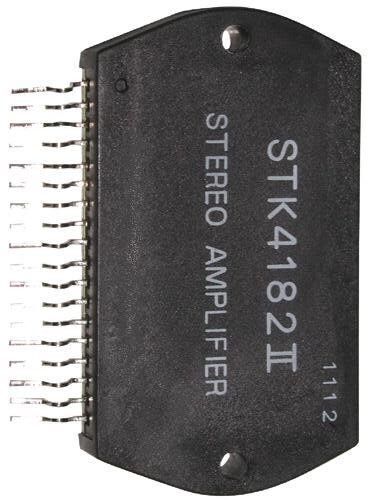 STK4182II
STEREO AMPLIFIER
1112